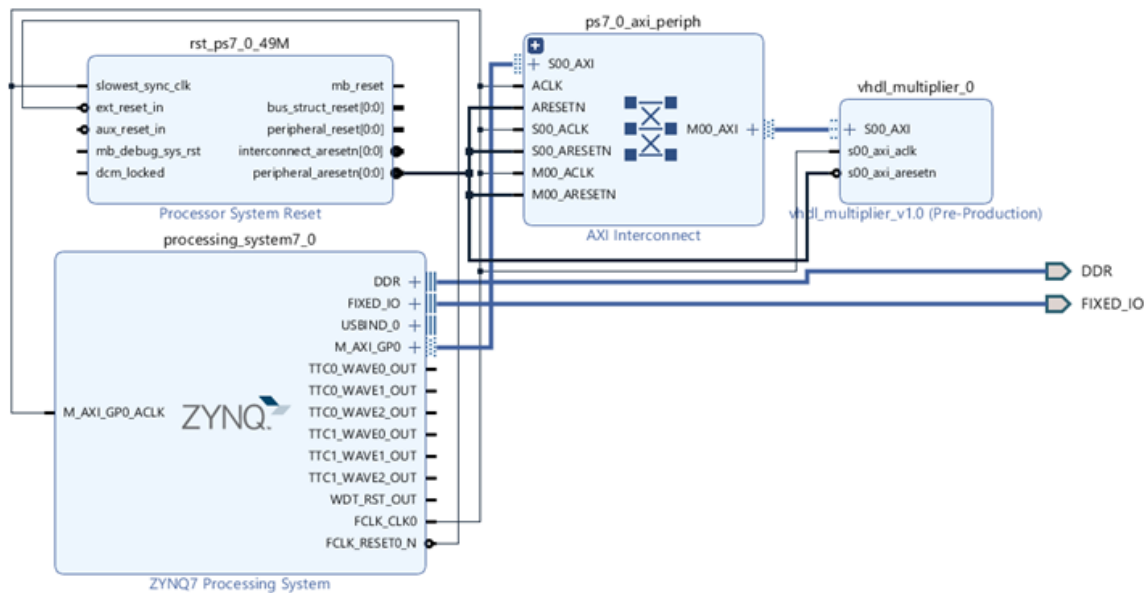 rst_ps7_0_49M
slowest_sync_clk
ext_reset_in
aux_reset_in
mb_debug_sys_rst
dcm_locked
mb_reset
bus_struct_reset[0:0]
peripheral_reset[0:0]
interconnect_aresetn[0:0]
peripheral_aresetn[0:0]
Processor System Reset
ps7_0_axi_periph
S00_AXI
ACLK
ARESETN
S00_ACLK
S00_ARESETN
M00_ACLK
M00_ARESETN
M00_AXI
AXI Interconnect
vhdl_multiplier_0
S00_AXI
s00_axi_aclk
s00_axi_aresetn
vhdl_multiplier_v1.0 (Pre-Production)
processing_system7_0
M_AXI_GP0_ACLK
ZYNQ
DDR
FIXED_IO
USBIND_0
M_AXI_GP0
TTC0_WAVE0_OUT
TTC0_WAVE1_OUT
TTC0_WAVE2_OUT
TTC1_WAVE0_OUT
TTC1_WAVE1_OUT
TTC1_WAVE2_OUT
WDT_RST_OUT
FCLK_CLK0
FCLK_RESET0_N
ZYNQ7 Processing System
DDR
FIXED_IO